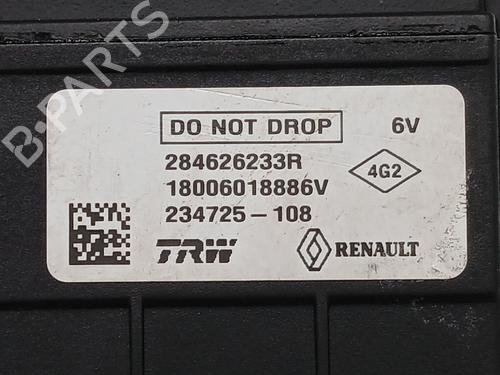 B-PARTS
DO NOT DROP 6V
284626233R
4G2
18006018886V
234725-108
TRW RENAULT